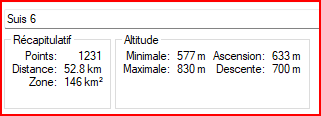 Suis 6
Récapitulatif
Points: 1231
Distance: 52.8 km
Zone: 146 km²
Altitude
Minimale: 577 m Ascension: 633 m
Maximale: 830 m Descente: 700 m